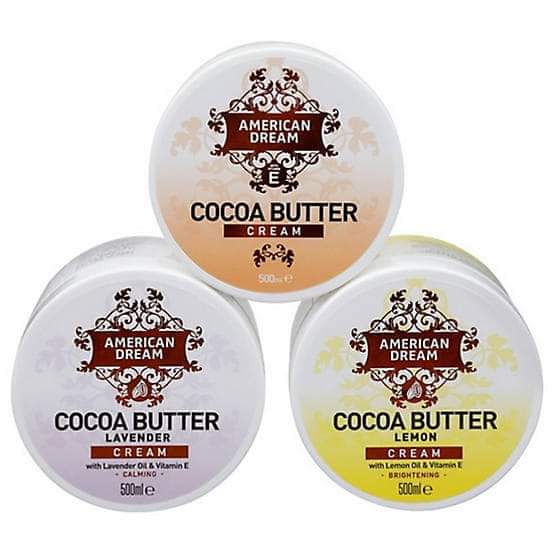 AMERICAN
DREAM
E
COCOA BUTTER
CREAM
500ml e
AMERICAN
DREAM
COCOA BUTTER
LAVENDER
CREAM
with Lavender Oil & Vitamin E
- CALMING -
500ml e
AMERICAN
DREAM
COCOA BUTTER
LEMON
CREAM
with Lemon Oil & Vitamin E
- BRIGHTENING -
500ml e